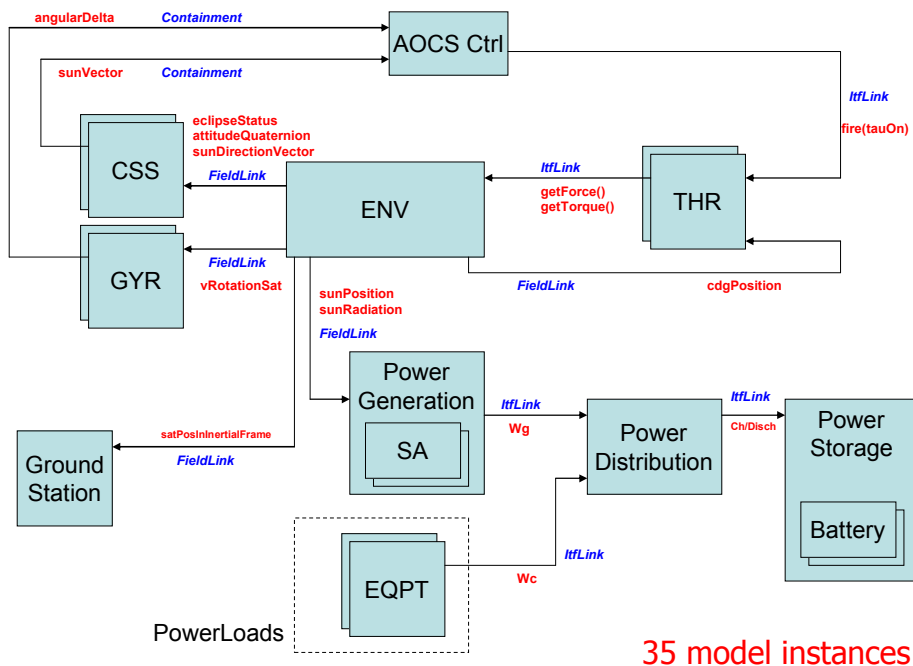 angularDelta
Containment
AOCS Ctrl
sunVector
Containment
ItfLink
fire(tauOn)
eclipseStatus
attitudeQuaternion
sunDirectionVector
CSS
FieldLink
ENV
ItfLink
getForce()
getTorque()
THR
GYR
FieldLink
vRotationSat
FieldLink
cdgPosition
sunPosition
sunRadiation
FieldLink
Power
Generation
SA
ItfLink
Wg
Power
Distribution
ItfLink
Ch/Disch
Power
Storage
Battery
satPosInInertialFrame
FieldLink
Ground
Station
EQPT
ItfLink
Wc
PowerLoads
35 model instances